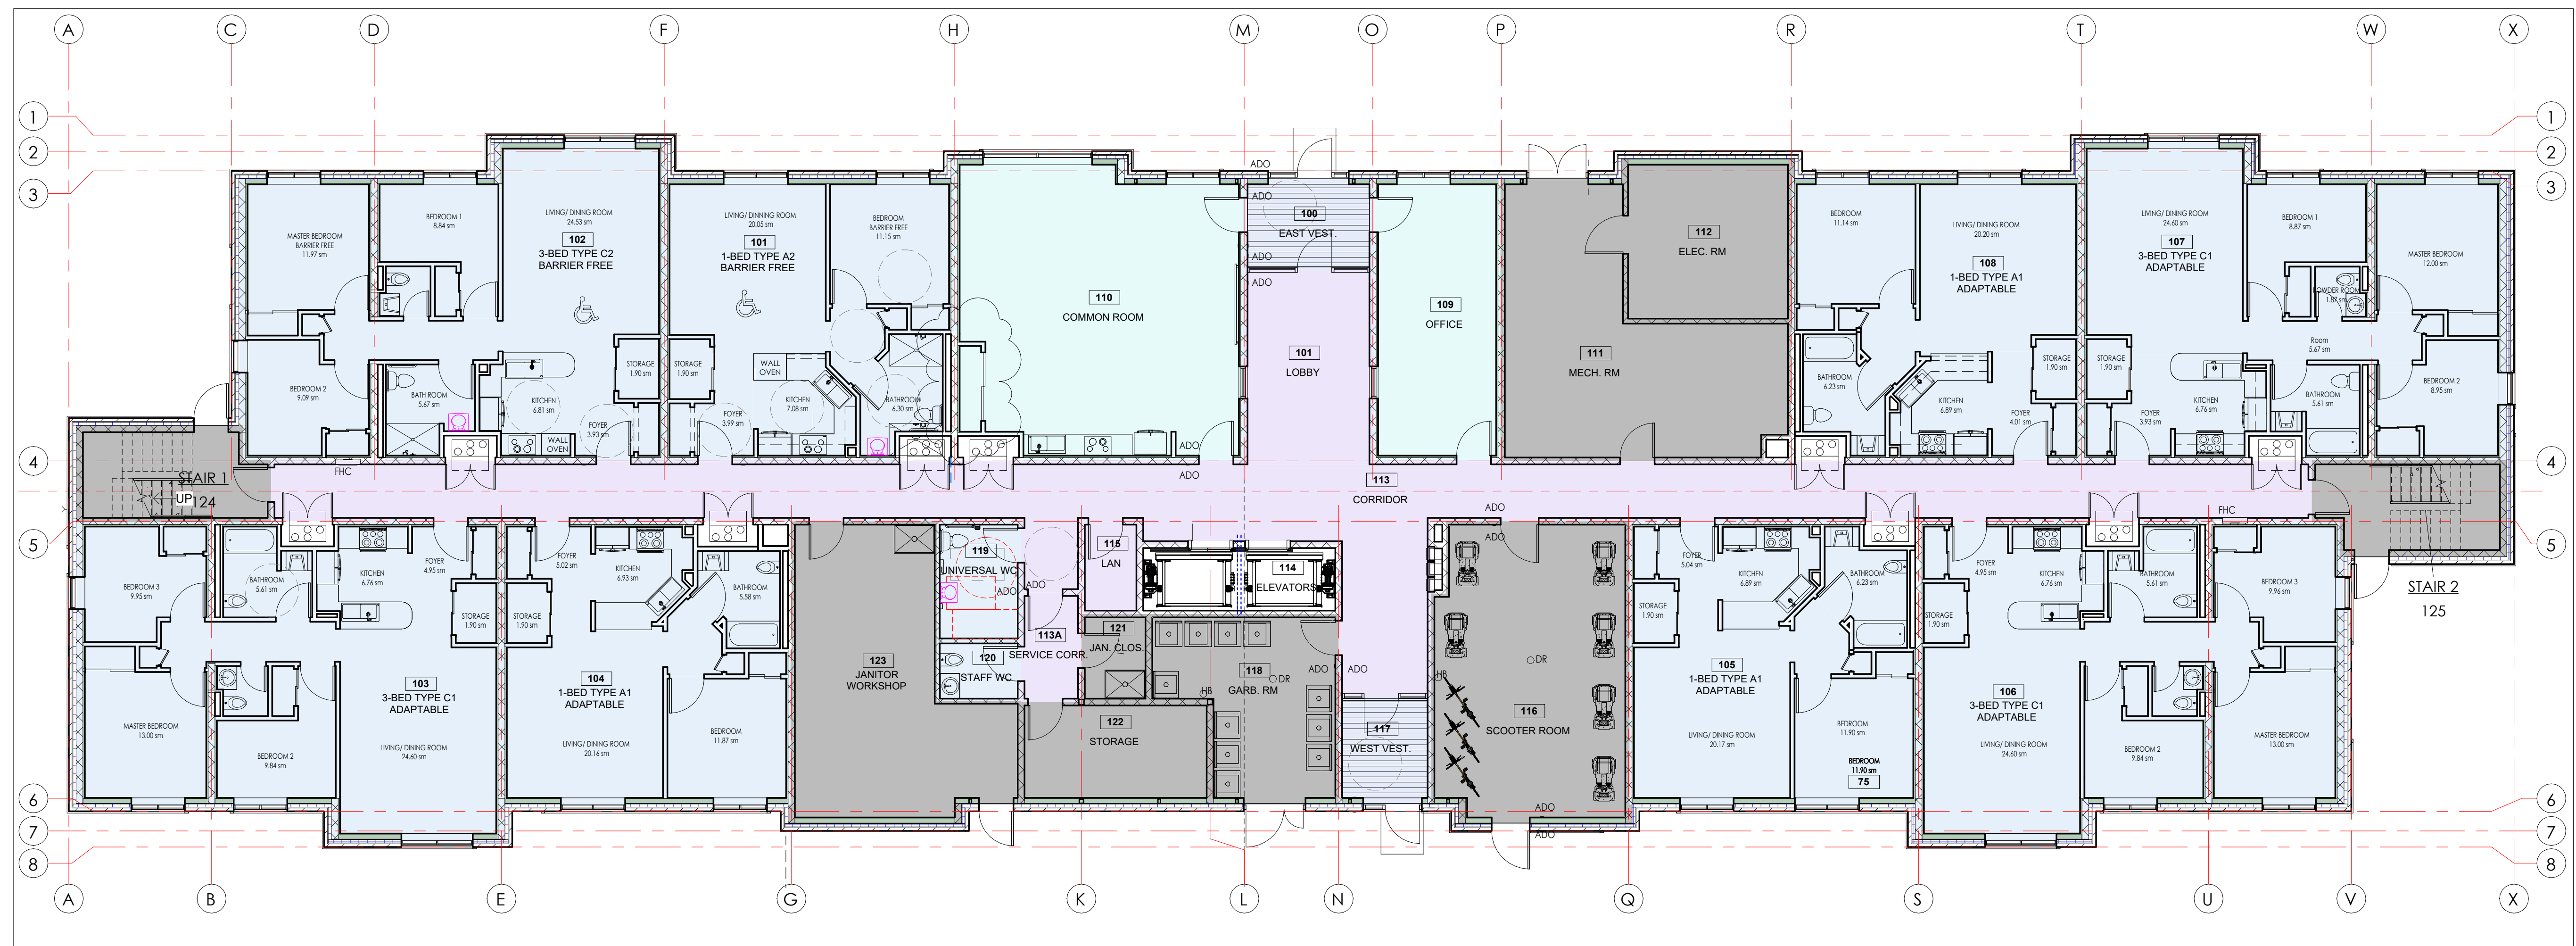 A
C
D
F
H
M
O
P
R
T
W
X
1
2
3
1
2
3
MASTER BEDROOM
BARRIER FREE
11.97 sm
BEDROOM 1
8.84 sm
LIVING/ DINING ROOM
24.53 sm
102
3-BED TYPE C2
BARRIER FREE
BEDROOM 2
9.09 sm
BATH ROOM
5.67 sm
KITCHEN
6.81 sm
WALL
OVEN
FOYER
3.93 sm
STORAGE
1.90 sm
LIVING/ DINNING ROOM
20.05 sm
101
1-BED TYPE A2
BARRIER FREE
BEDROOM
BARRIER FREE
11.15 sm
STORAGE
1.90 sm
WALL
OVEN
KITCHEN
7.08 sm
FOYER
3.99 sm
BATHROOM
6.30 sm
110
COMMON ROOM
ADO
ADO
ADO
ADO
ADO
ADO
100
EAST VEST.
101
LOBBY
109
OFFICE
112
ELEC. RM
111
MECH. RM
BEDROOM
11.14 sm
LIVING/ DINING ROOM
20.20 sm
108
1-BED TYPE A1
ADAPTABLE
BATHROOM
6.23 sm
KITCHEN
6.89 sm
STORAGE
1.90 sm
FOYER
4.01 sm
LIVING/ DINING ROOM
24.60 sm
107
3-BED TYPE C1
ADAPTABLE
STORAGE
1.90 sm
FOYER
3.93 sm
KITCHEN
6.76 sm
BEDROOM 1
8.87 sm
POWDER ROOM
1.87 sm
Room
5.67 sm
BATHROOM
5.61 sm
MASTER BEDROOM
12.00 sm
BEDROOM 2
8.95 sm
4
4
FHC
STAIR 1
UP
124
ADO
113
CORRIDOR
ADO
FHC
STAIR 2
125
5
5
BEDROOM 3
9.95 sm
BATHROOM
5.61 sm
KITCHEN
6.76 sm
FOYER
4.95 sm
STORAGE
1.90 sm
MASTER BEDROOM
13.00 sm
BEDROOM 2
9.84 sm
103
3-BED TYPE C1
ADAPTABLE
LIVING/ DINING ROOM
24.60 sm
FOYER
5.02 sm
KITCHEN
6.93 sm
STORAGE
1.90 sm
BATHROOM
5.58 sm
104
1-BED TYPE A1
ADAPTABLE
LIVING/ DINING ROOM
20.16 sm
BEDROOM
11.87 sm
123
JANITOR
WORKSHOP
119
UNIVERSAL WC
ADO
ADO
120
STAFF WC
113A
SERVICE CORR.
115
LAN
114
ELEVATORS
121
JAN. CLOS.
118
GARB. RM
HB
DR
ADO
122
STORAGE
ADO
117
WEST VEST.
ADO
DR
HB
116
SCOOTER ROOM
ADO
ADO
FOYER
5.04 sm
KITCHEN
6.89 sm
STORAGE
1.90 sm
BATHROOM
6.23 sm
105
1-BED TYPE A1
ADAPTABLE
LIVING/ DINING ROOM
20.17 sm
BEDROOM
11.90 sm
BEDROOM
11.90 sm
75
FOYER
4.95 sm
KITCHEN
6.76 sm
STORAGE
1.90 sm
BATHROOM
5.61 sm
106
3-BED TYPE C1
ADAPTABLE
LIVING/ DINING ROOM
24.60 sm
BEDROOM 2
9.84 sm
BEDROOM 3
9.96 sm
MASTER BEDROOM
13.00 sm
6
7
8
6
7
8
A
B
E
G
K
L
N
Q
S
U
V
X